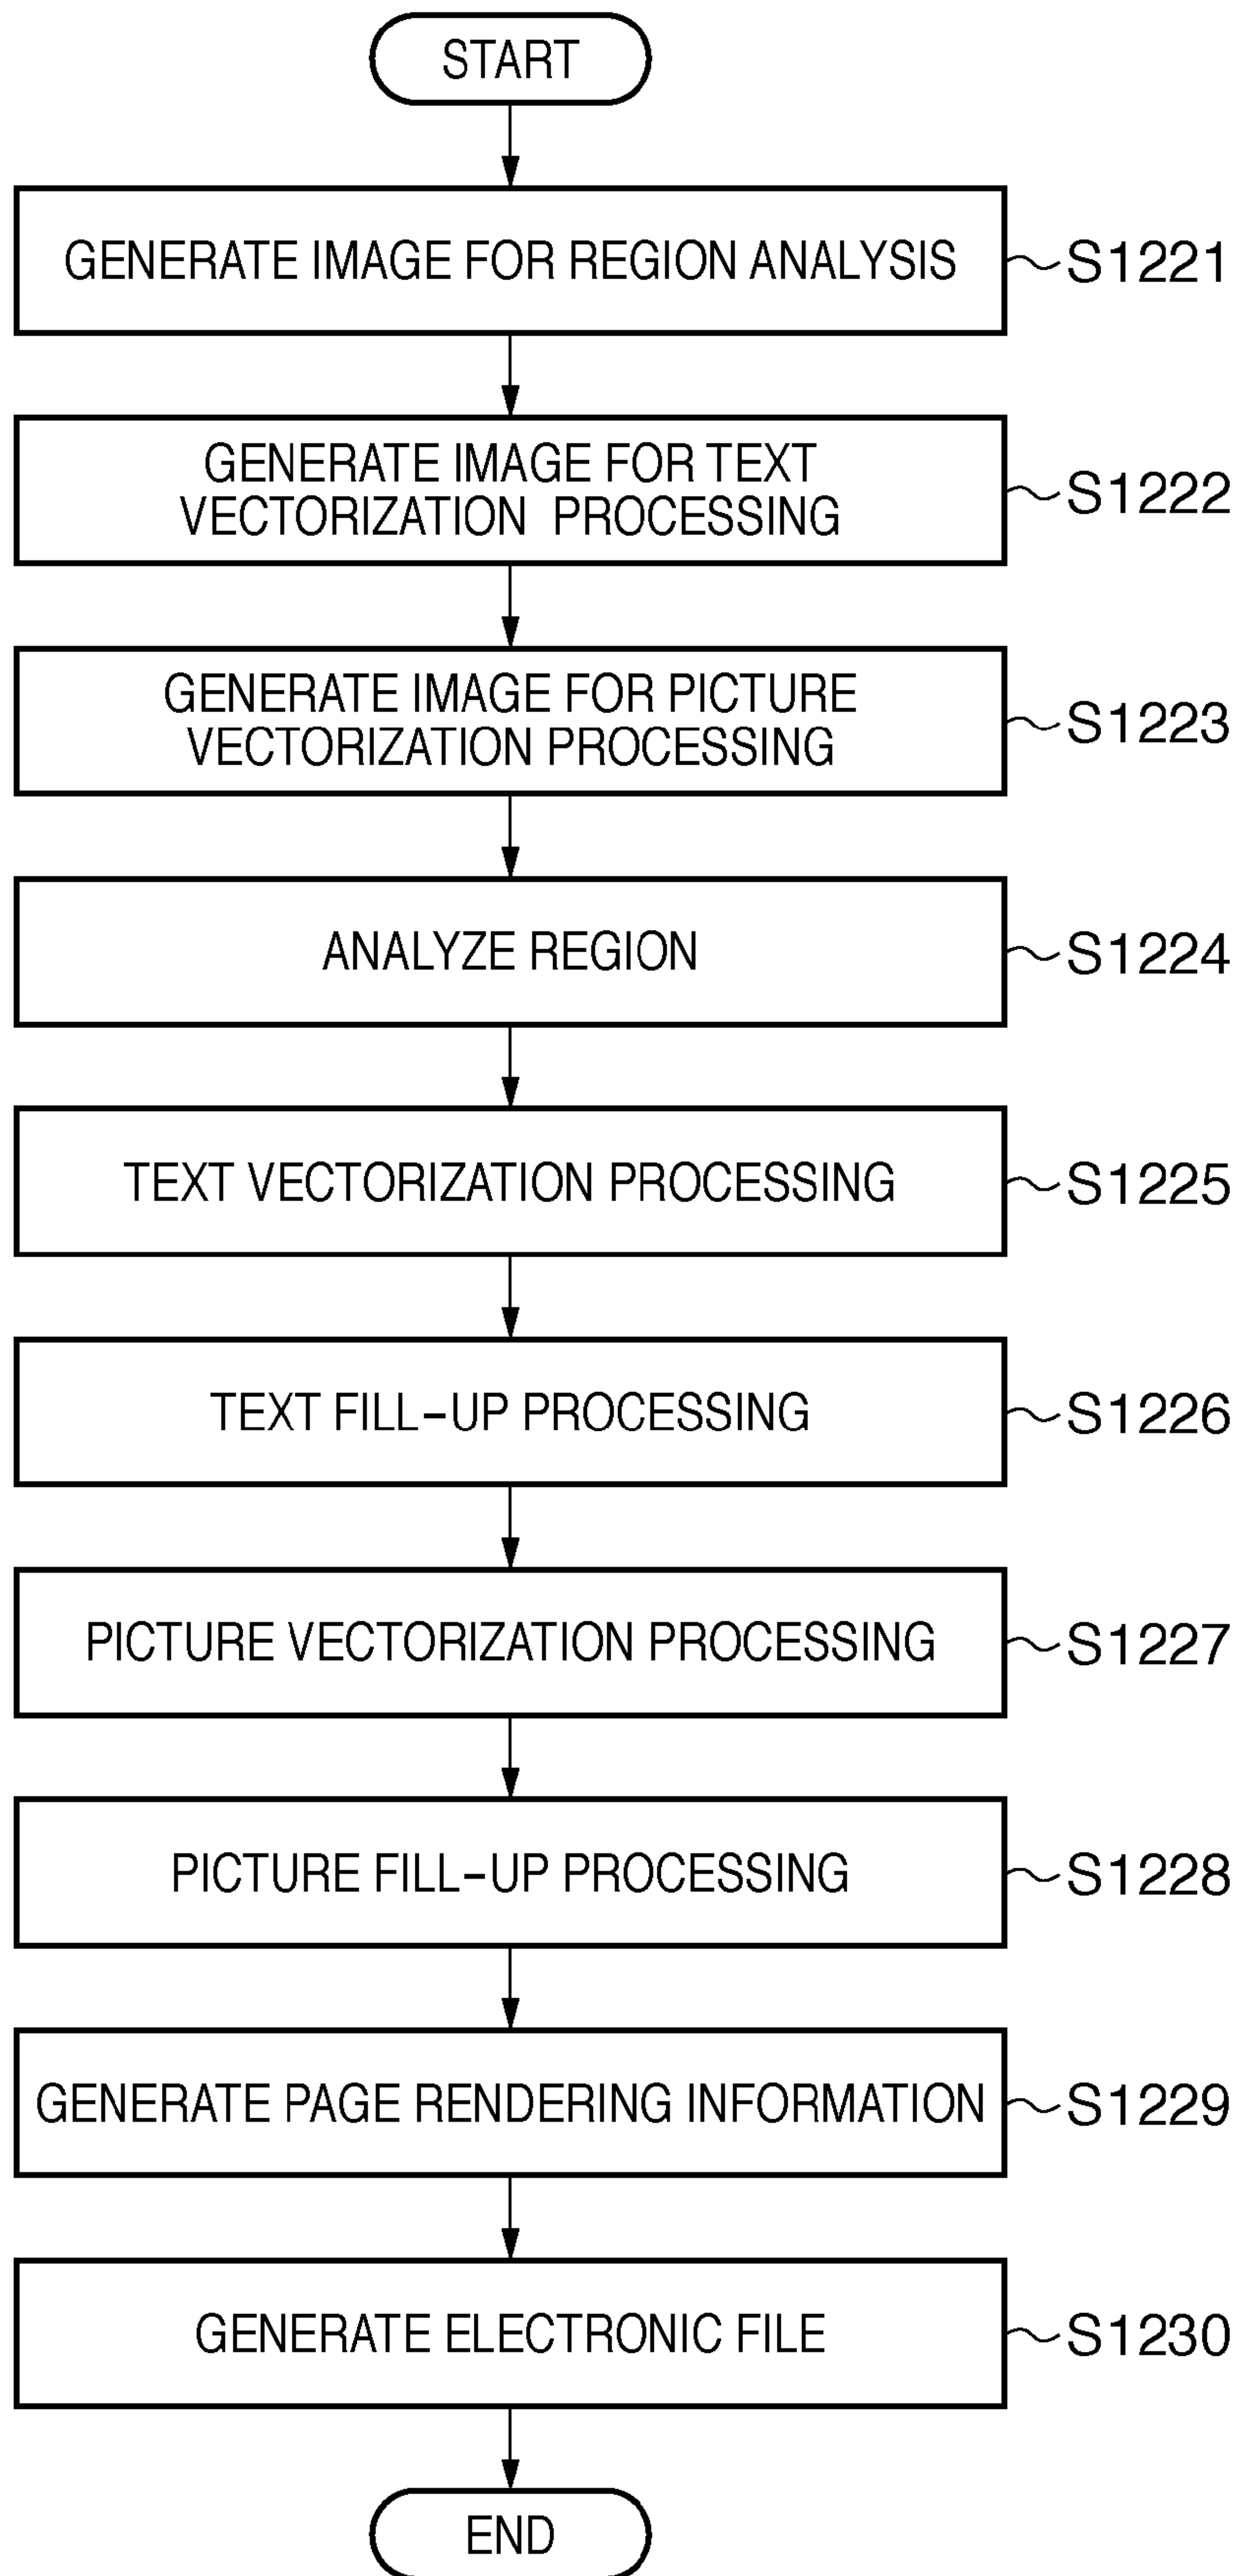 START
GENERATE IMAGE FOR REGION ANALYSIS
S1221
GENERATE IMAGE FOR TEXT
VECTORIZATION PROCESSING
S1222
GENERATE IMAGE FOR PICTURE
VECTORIZATION PROCESSING
S1223
ANALYZE REGION
S1224
TEXT VECTORIZATION PROCESSING
S1225
TEXT FILL-UP PROCESSING
S1226
PICTURE VECTORIZATION PROCESSING
S1227
PICTURE FILL-UP PROCESSING
S1228
GENERATE PAGE RENDERING INFORMATION
S1229
GENERATE ELECTRONIC FILE
S1230
END